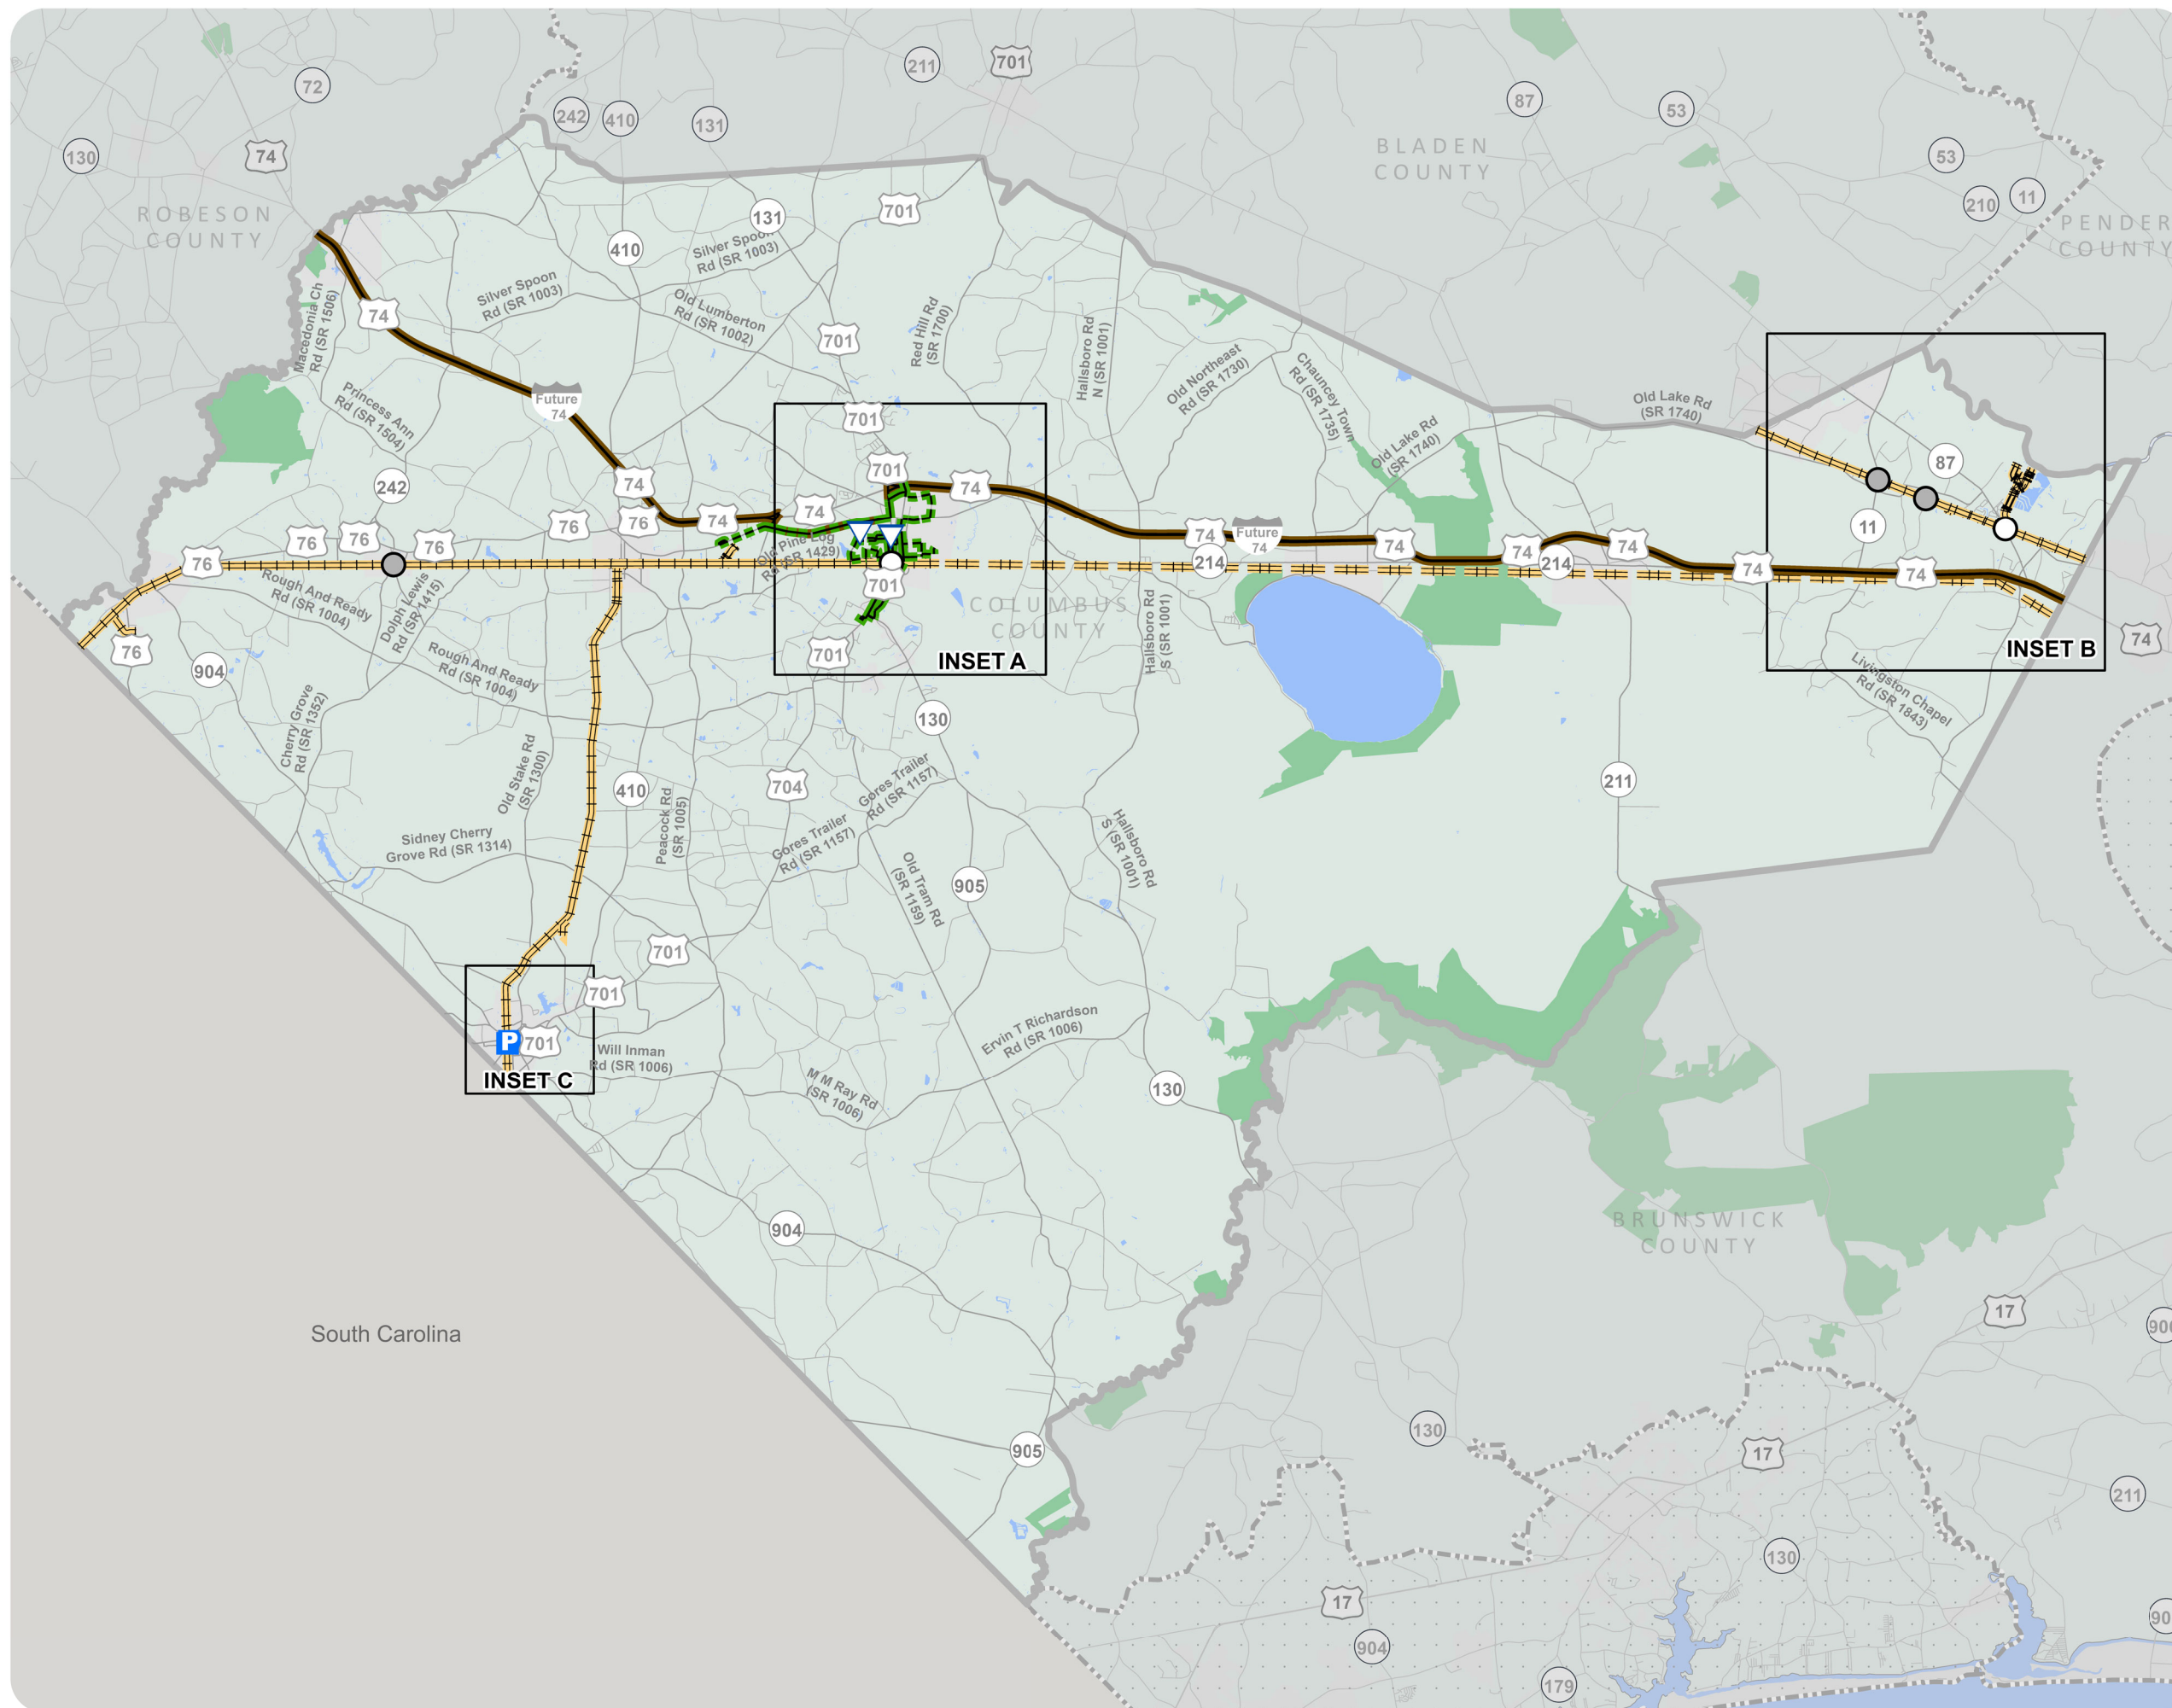 211
701
72
87
53
242
410
131
130
74
53
BLADEN
COUNTY
11
210
ROBESON
COUNTY
PENDER
COUNTY
131
701
410
Silver Spoon
Rd (SR 1003)
Silver Spoon
Rd (SR 1003)
Macedonia Ch
Rd (SR 1506)
74
Old Lumberton
Rd (SR 1002)
701
Red Hill Rd
(SR 1700)
Hallsboro Rd
N (SR 1001)
Old Northeast
Rd (SR 1730)
Chauncey Town
Rd (SR 1735)
Old Lake Rd
(SR 1740)
Future
74
Princess Ann
Rd (SR 1504)
701
Old Lake Rd
(SR 1740)
701
87
74
242
74
74
74
76
76
11
76
76
76
74
Future
74
74
74
74
Old Pine Log
Rd (SR 1429)
76
214
214
74
74
701
Rough And Ready
Rd (SR 1004)
Dolph Lewis
Rd (SR 1415)
COLUMBUS
COUNTY
Hallsboro Rd
S (SR 1001)
76
74
701
INSET A
INSET B
904
Rough And Ready
Rd (SR 1004)
Livingston Chapel
Rd (SR 1843)
Cherry Grove
Rd (SR 1352)
130
Old Stake Rd
(SR 1300)
410
704
Gores Trailer
Rd (SR 1157)
211
Peacock Rd
(SR 1005)
Sidney Cherry
Grove Rd (SR 1314)
Gores Trailer
Rd (SR 1157)
Hallsboro Rd
S (SR 1001)
Old Tram Rd
(SR 1159)
905
701
701
P
701
Will Inman
Rd (SR 1006)
Ervin T Richardson
Rd (SR 1006)
INSET C
M M Ray Rd
(SR 1006)
130
904
BRUNSWICK
COUNTY
17
South Carolina
130
905
17
211
130
17
904
179